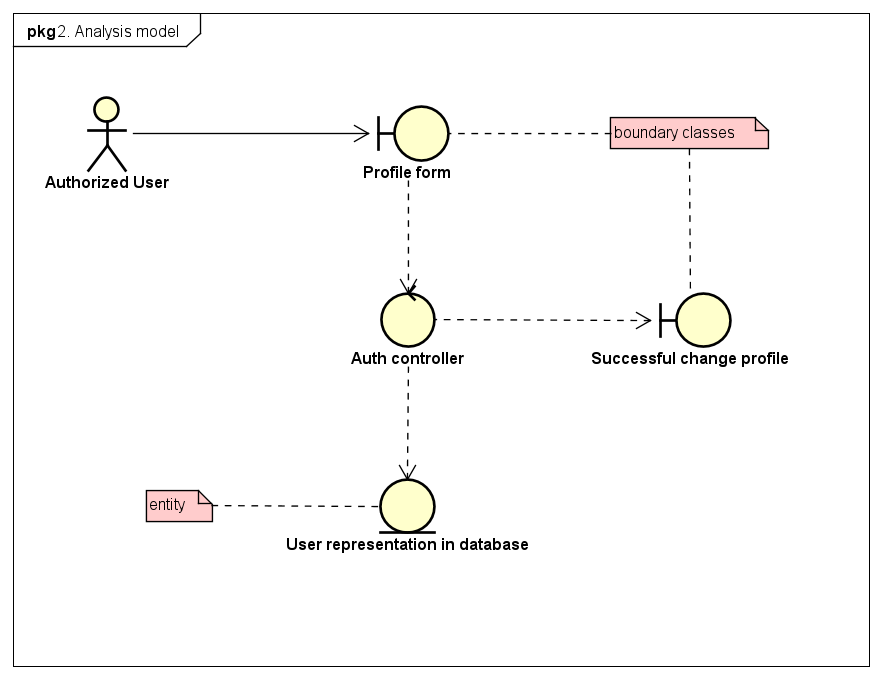 pkg 2. Analysis model
boundary classes
Profile form
Authorized User
Auth controller
Successful change profile
entity
User representation in database